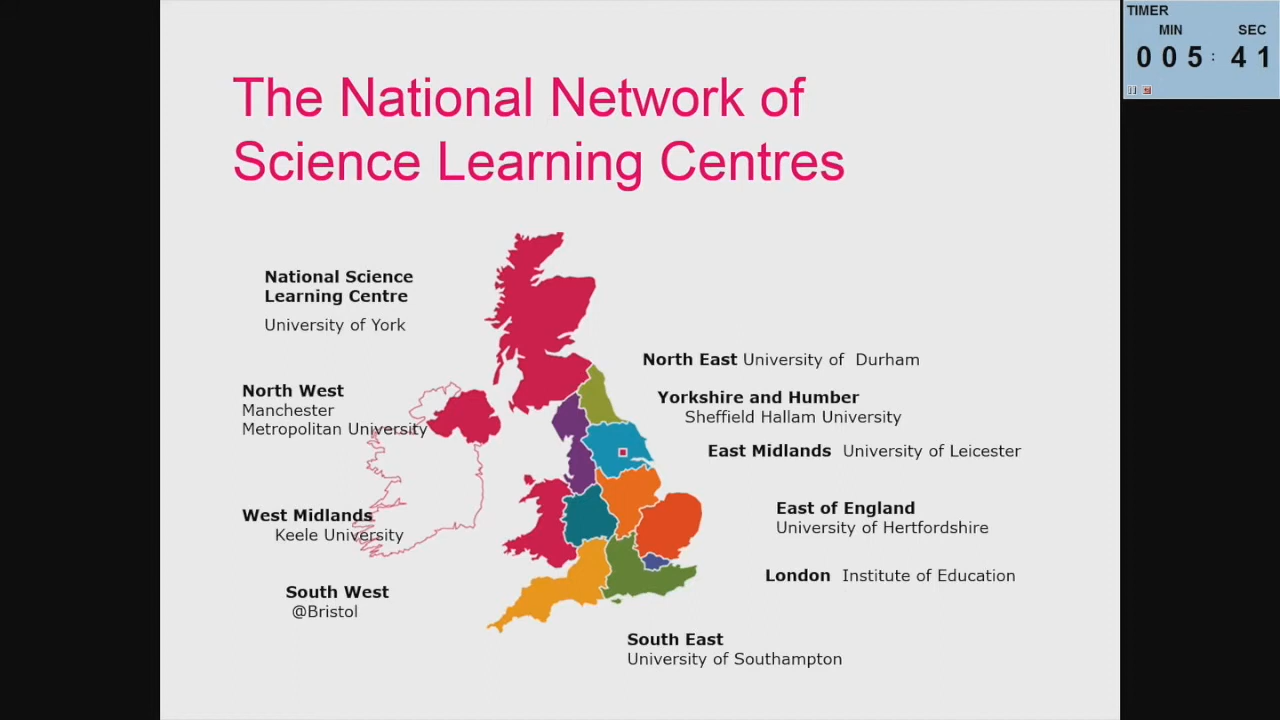 TIMER
MIN SEC
005:41
The National Network of
Science Learning Centres
National Science
Learning Centre
University of York
North East University of Durham
North West
Manchester
Metropolitan University
Yorkshire and Humber
Sheffield Hallam University
East Midlands University of Leicester
West Midlands
Keele University
East of England
University of Hertfordshire
London Institute of Education
South West
@Bristol
South East
University of Southampton